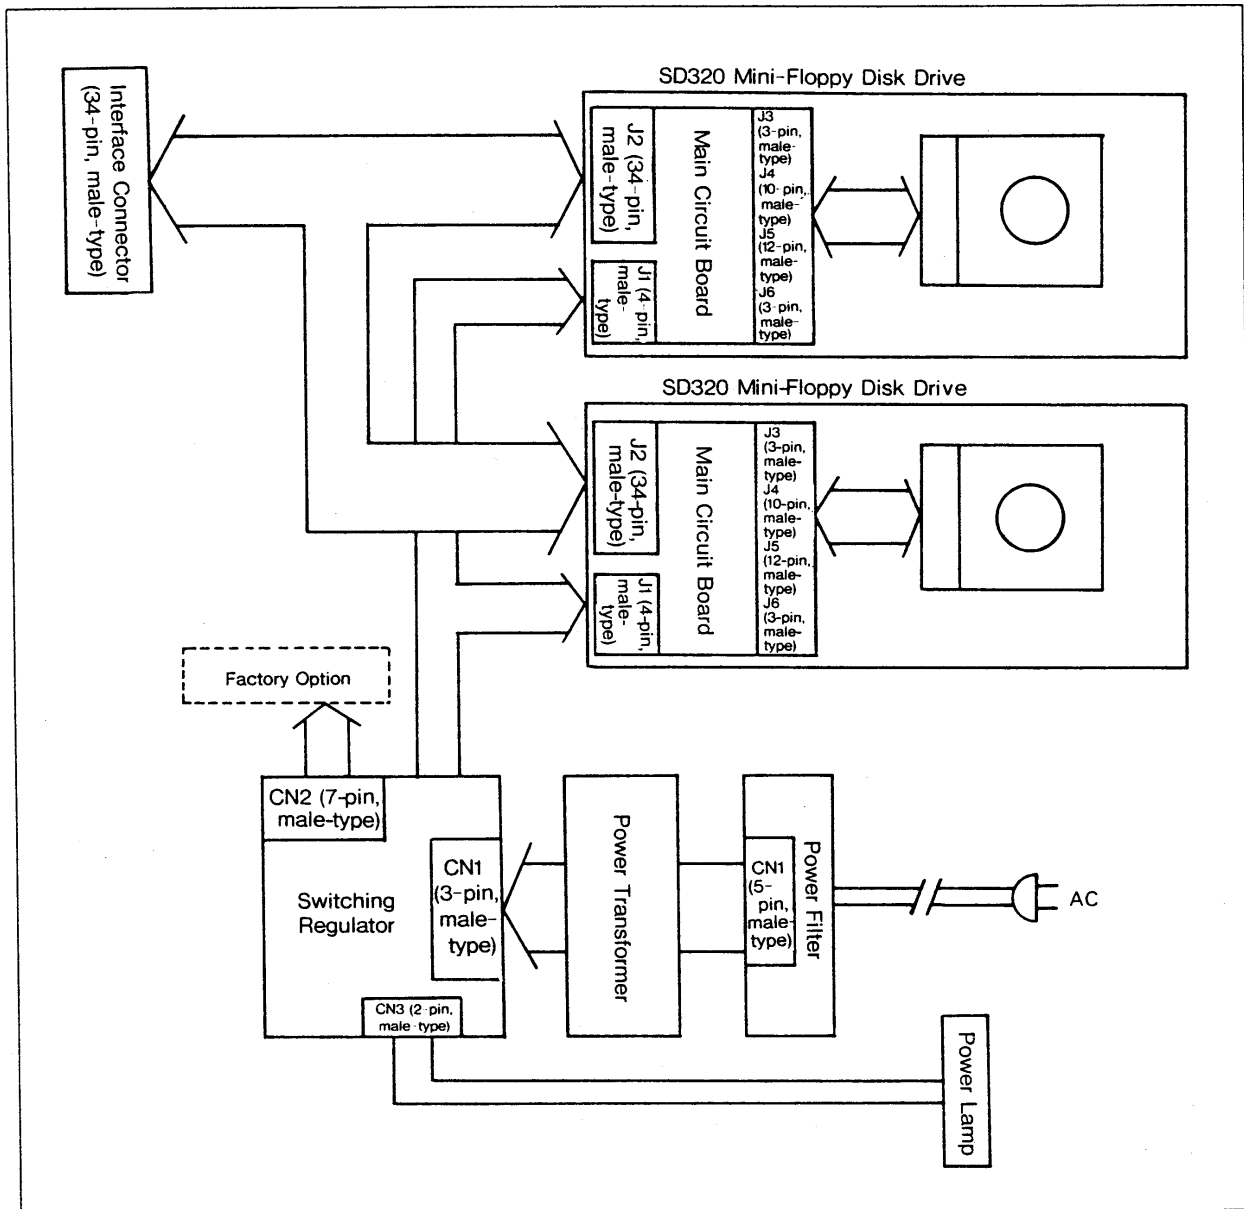 SD320 Mini-Floppy Disk Drive
Interface Connector
(34-pin, male-type)
J2 (34-pin,
male-type)
J1 (4-pin,
male-
type)
Main Circuit Board
J3
(3-pin,
male-
type)
J4
(10-pin,
male-
type)
J5
(12-pin,
male-
type)
J6
(3-pin,
male-
type)
SD320 Mini-Floppy Disk Drive
J2 (34-pin,
male-type)
J1 (4-pin,
male-
type)
Main Circuit Board
J3
(3-pin,
male-
type)
J4
(10-pin,
male-
type)
J5
(12-pin,
male-
type)
J6
(3-pin,
male-
type)
Factory Option
CN2 (7-pin,
male-type)
Switching
Regulator
CN1
(3-pin,
male-
type)
CN3 (2-pin,
male-type)
Power Transformer
CN1
(5-
pin,
male-
type)
Power Filter
AC
Power Lamp